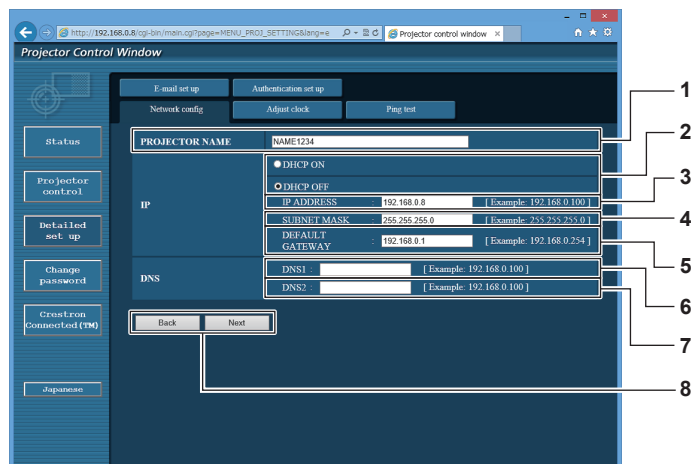 http://192.168.0.8/cgi-bin/main.cgi?page=MENU_PROJ_SETTING&lang=e
Projector control window
Projector Control Window
E-mail set up
Authentication set up
Network config
Adjust clock
Ping test
Status
Projector control
Detailed set up
Change password
Crestron Connected(TM)
Japanese
PROJECTOR NAME
NAME1234
IP
DHCP ON
DHCP OFF
IP ADDRESS : 192.168.0.8 [ Example: 192.168.0.100 ]
SUBNET MASK : 255.255.255.0 [ Example: 255.255.255.0 ]
DEFAULT GATEWAY : 192.168.0.1 [ Example: 192.168.0.254 ]
DNS
DNS1 : [ Example: 192.168.0.100 ]
DNS2 : [ Example: 192.168.0.100 ]
Back
Next
1
2
3
4
5
6
7
8